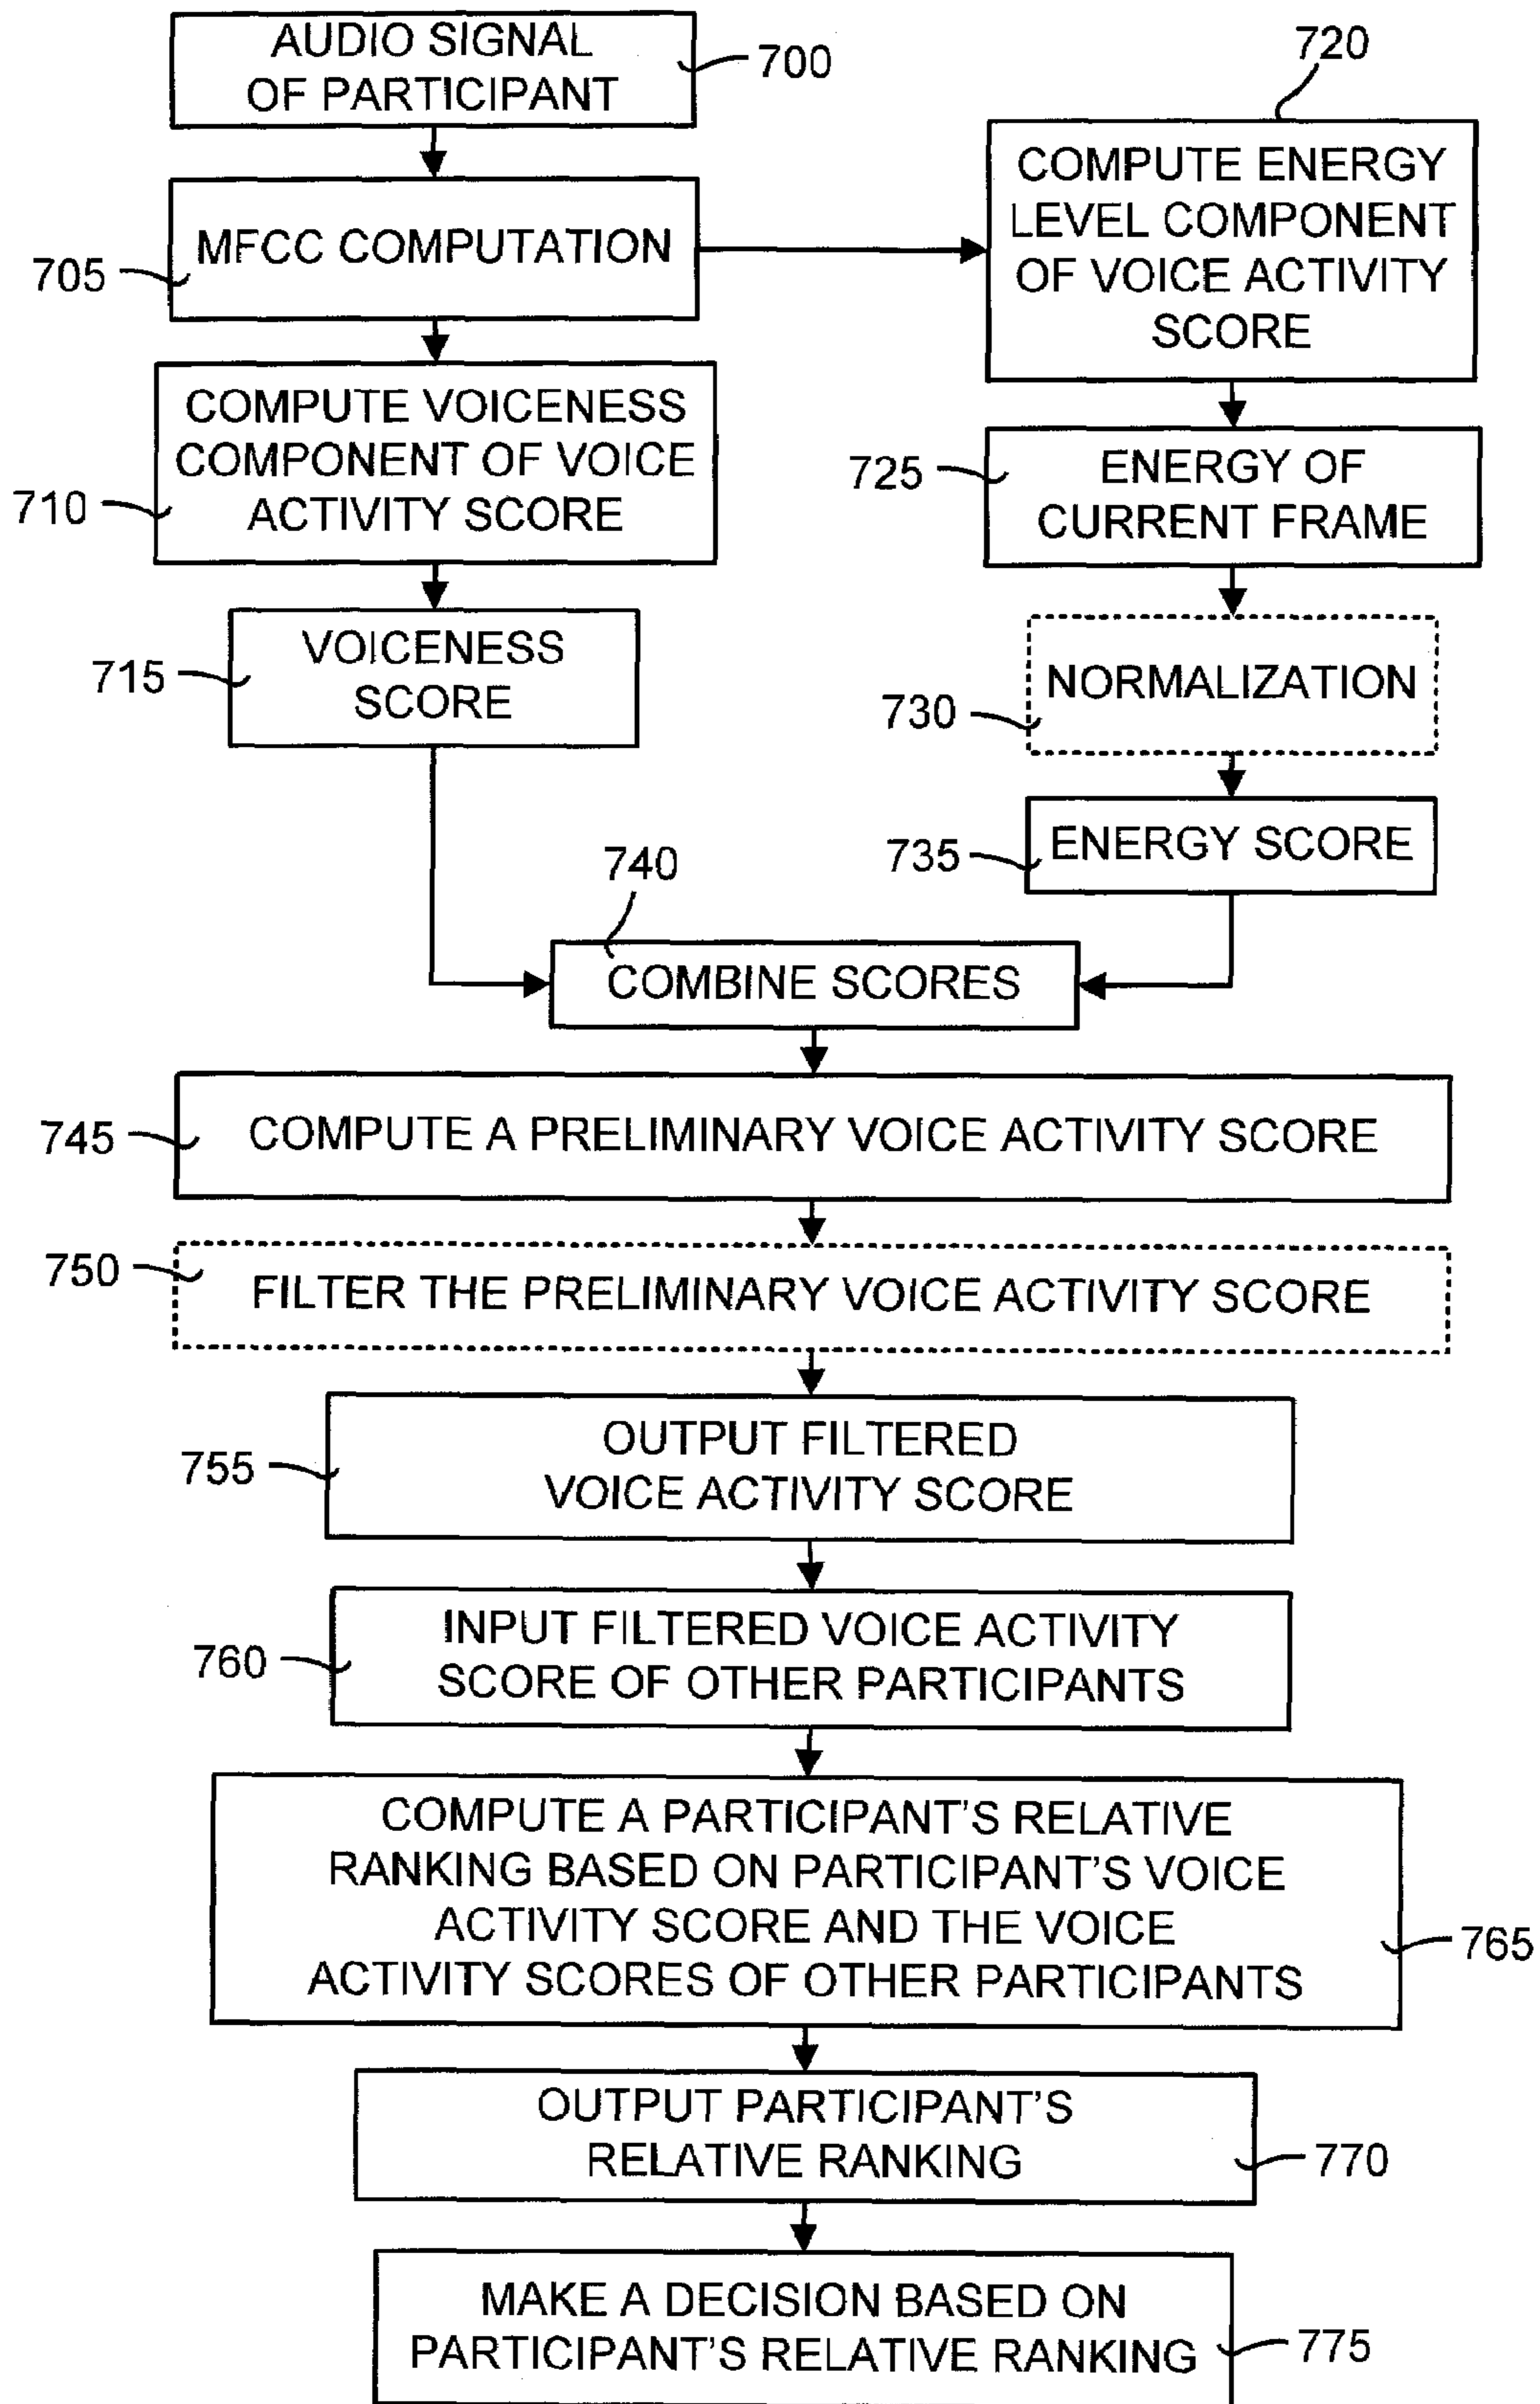 AUDIO SIGNAL
OF PARTICIPANT
700
720
MFCC COMPUTATION
705
COMPUTE ENERGY
LEVEL COMPONENT
OF VOICE ACTIVITY
SCORE
COMPUTE VOICENESS
COMPONENT OF VOICE
ACTIVITY SCORE
710
725
ENERGY OF
CURRENT FRAME
VOICENESS
SCORE
715
NORMALIZATION
730
735
ENERGY SCORE
740
COMBINE SCORES
745
COMPUTE A PRELIMINARY VOICE ACTIVITY SCORE
750
FILTER THE PRELIMINARY VOICE ACTIVITY SCORE
OUTPUT FILTERED
VOICE ACTIVITY SCORE
755
INPUT FILTERED VOICE ACTIVITY
SCORE OF OTHER PARTICIPANTS
760
COMPUTE A PARTICIPANT'S RELATIVE
RANKING BASED ON PARTICIPANT'S VOICE
ACTIVITY SCORE AND THE VOICE
ACTIVITY SCORES OF OTHER PARTICIPANTS
765
OUTPUT PARTICIPANT'S
RELATIVE RANKING
770
MAKE A DECISION BASED ON
PARTICIPANT'S RELATIVE RANKING
775